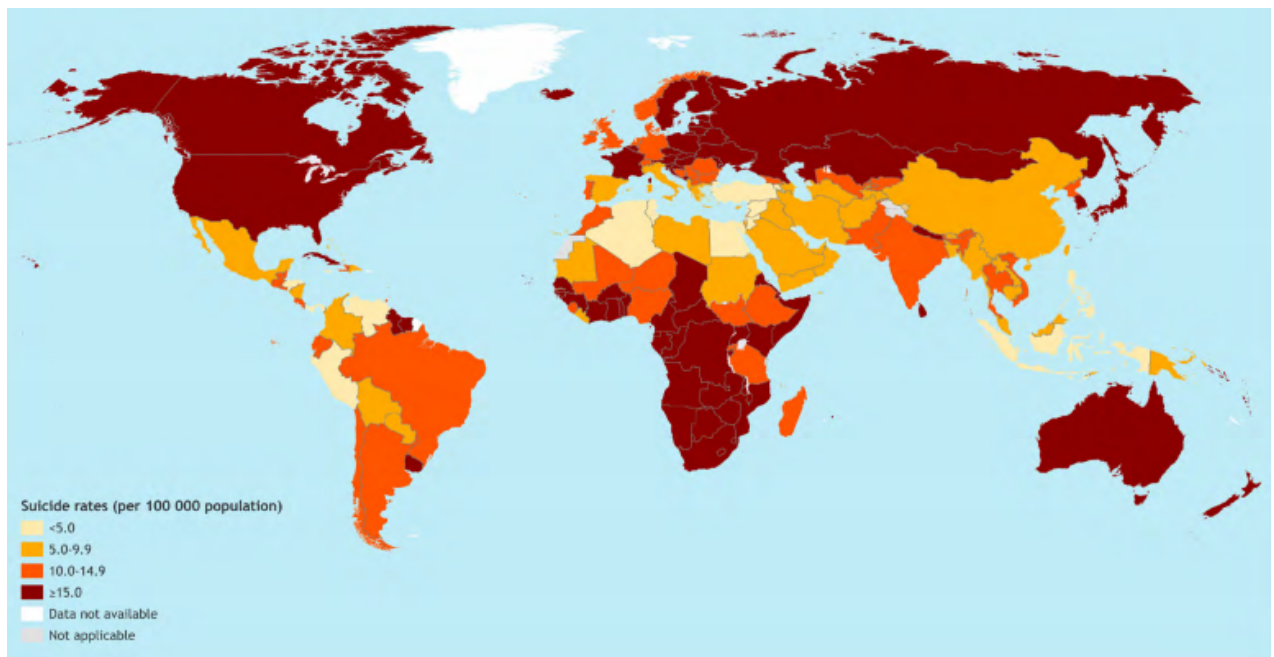 Suicide rates (per 100 000 population)
<5.0
5.0-9.9
10.0-14.9
≥15.0
Data not available
Not applicable